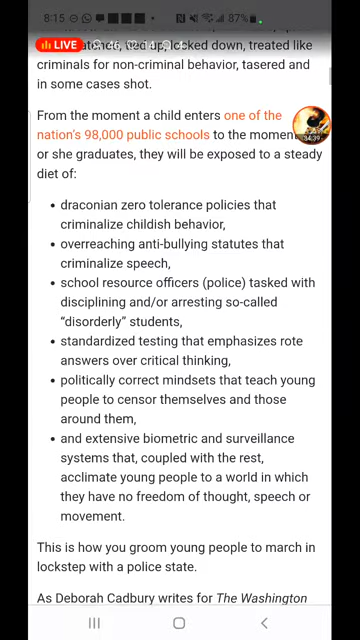 8:15
87%
LIVE
locked down, treated like
criminals for non-criminal behavior, tasered and
in some cases shot.
From the moment a child enters one of the
nation's 98,000 public schools to the moment
34:39
or she graduates, they will be exposed to a steady
diet of:
• draconian zero tolerance policies that
criminalize childish behavior,
• overreaching anti-bullying statutes that
criminalize speech,
• school resource officers (police) tasked with
disciplining and/or arresting so-called
“disorderly” students,
• standardized testing that emphasizes rote
answers over critical thinking,
• politically correct mindsets that teach young
people to censor themselves and those
around them,
• and extensive biometric and surveillance
systems that, coupled with the rest,
acclimate young people to a world in which
they have no freedom of thought, speech or
movement.
This is how you groom young people to march in
lockstep with a police state.
As Deborah Cadbury writes for The Washington